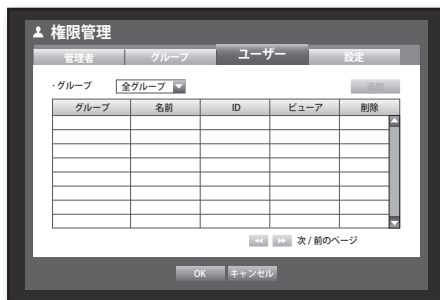 権限管理
管理者 グループ ユーザー 設定
·グループ 全グループ 追加
グループ 名前 ID ビューア 削除
次 / 前のページ
OK キャンセル